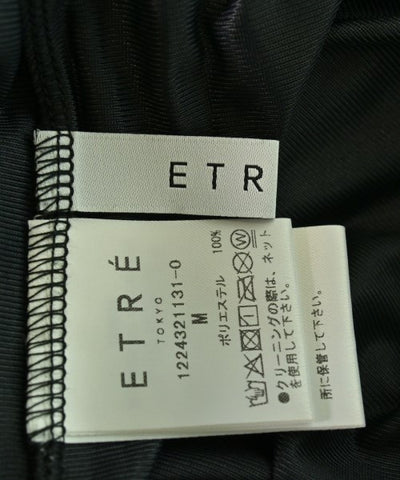 ETR
ETRÉ
TOKYO
1224321131-0
M
ポリエステル 100%
●クリーニングの際は、ネット
を使用して下さい。
所に保管して下さい。